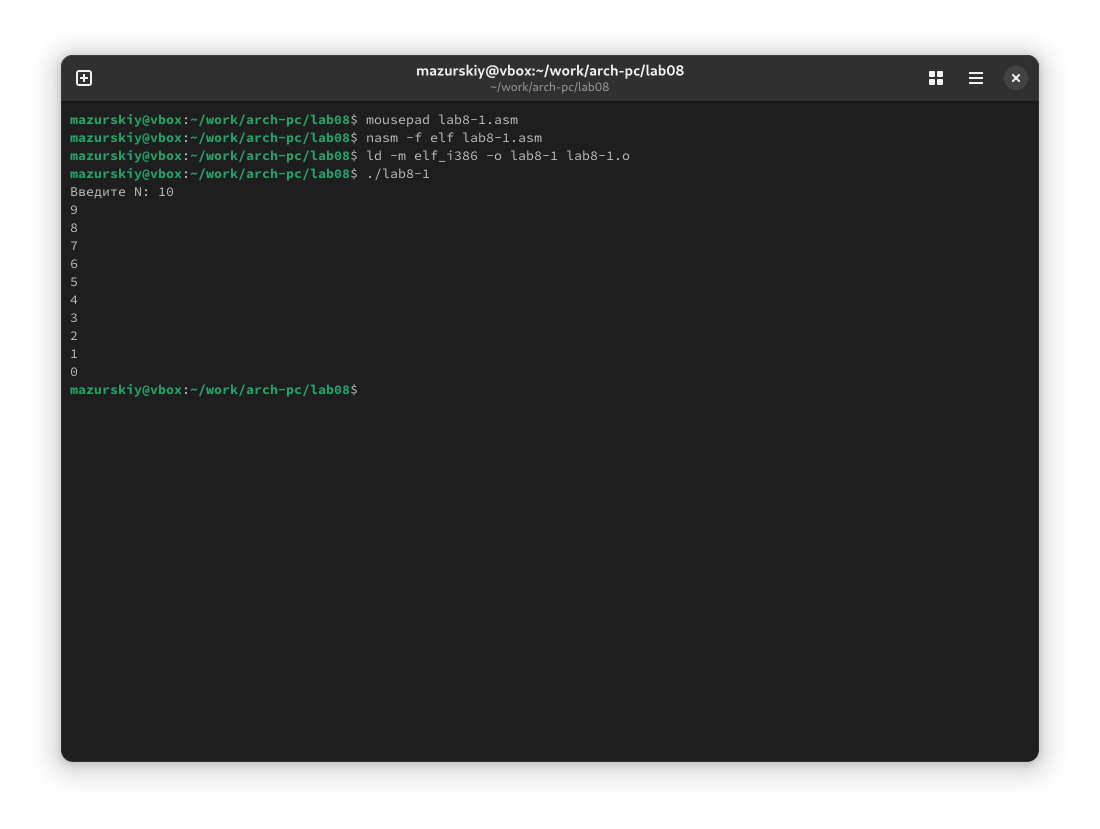 mazurskiy@vbox:~/work/arch-pc/lab08
~/work/arch-pc/lab08
mazurskiy@vbox:~/work/arch-pc/lab08$ mousepad lab8-1.asm
mazurskiy@vbox:~/work/arch-pc/lab08$ nasm -f elf lab8-1.asm
mazurskiy@vbox:~/work/arch-pc/lab08$ ld -m elf_i386 -o lab8-1 lab8-1.o
mazurskiy@vbox:~/work/arch-pc/lab08$ ./lab8-1
Введите N: 10
9
8
7
6
5
4
3
2
1
0
mazurskiy@vbox:~/work/arch-pc/lab08$